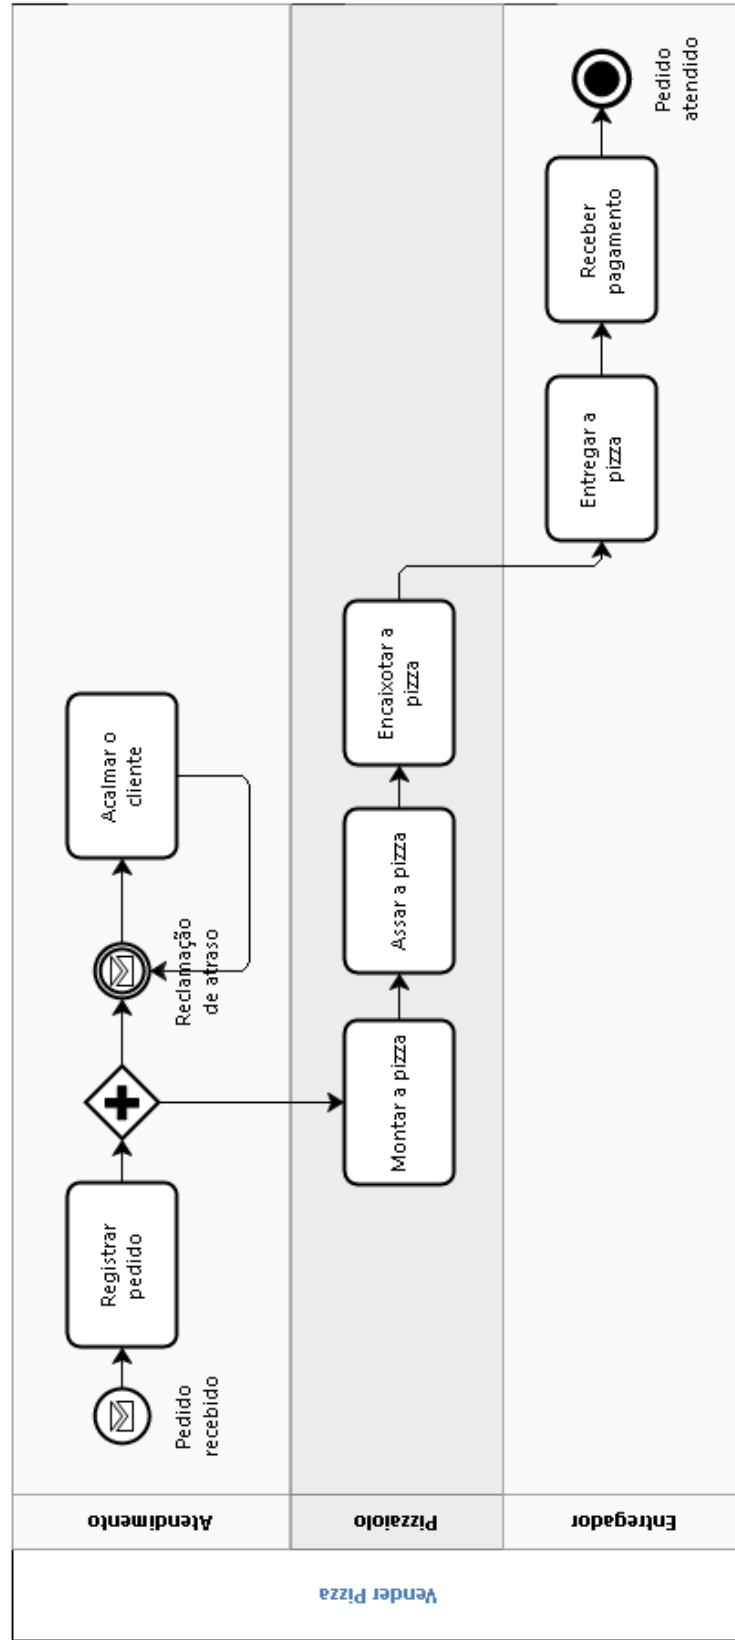 Vender Pizza
Atendimento
Pedido
recebido
Registrar
pedido
Reclamação
de atraso
Acalmar o
cliente
Pizzaiolo
Montar a pizza
Assar a pizza
Encaixotar a
pizza
Entregador
Entregar a
pizza
Receber
pagamento
Pedido
atendido